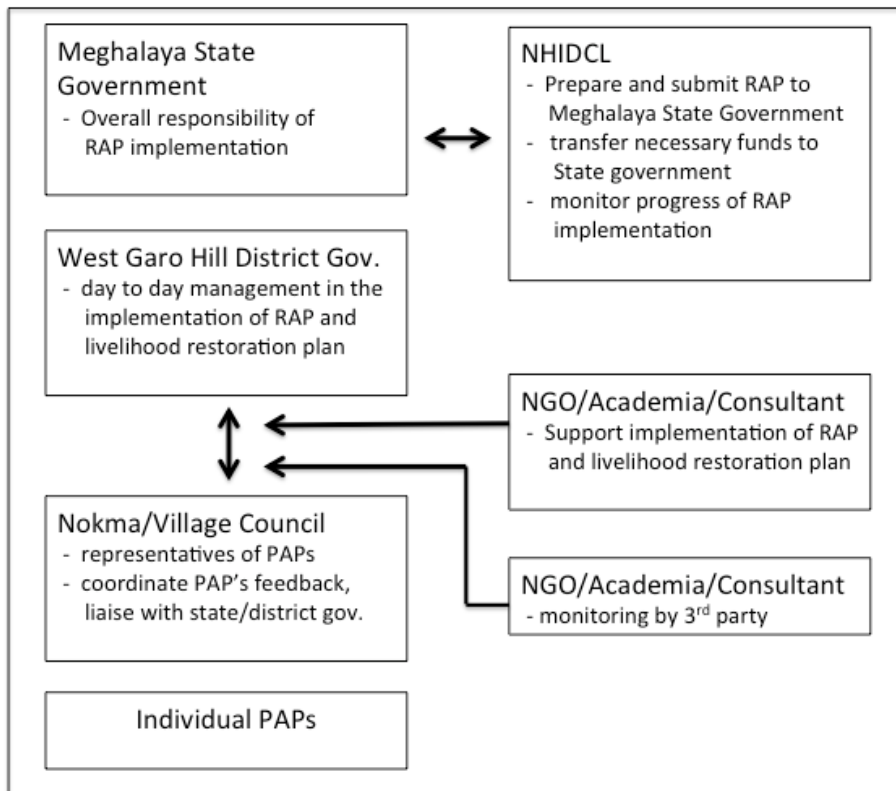 Meghalaya State
Government
- Overall responsibility of
RAP implementation
NHIDCL
- Prepare and submit RAP to
Meghalaya State Government
- transfer necessary funds to
State government
- monitor progress of RAP
implementation
West Garo Hill District Gov.
- day to day management in the
implementation of RAP and
livelihood restoration plan
NGO/Academia/Consultant
- Support implementation of RAP
and livelihood restoration plan
Nokma/Village Council
- representatives of PAPs
- coordinate PAP's feedback,
liaise with state/district gov.
NGO/Academia/Consultant
- monitoring by 3rd party
Individual PAPs